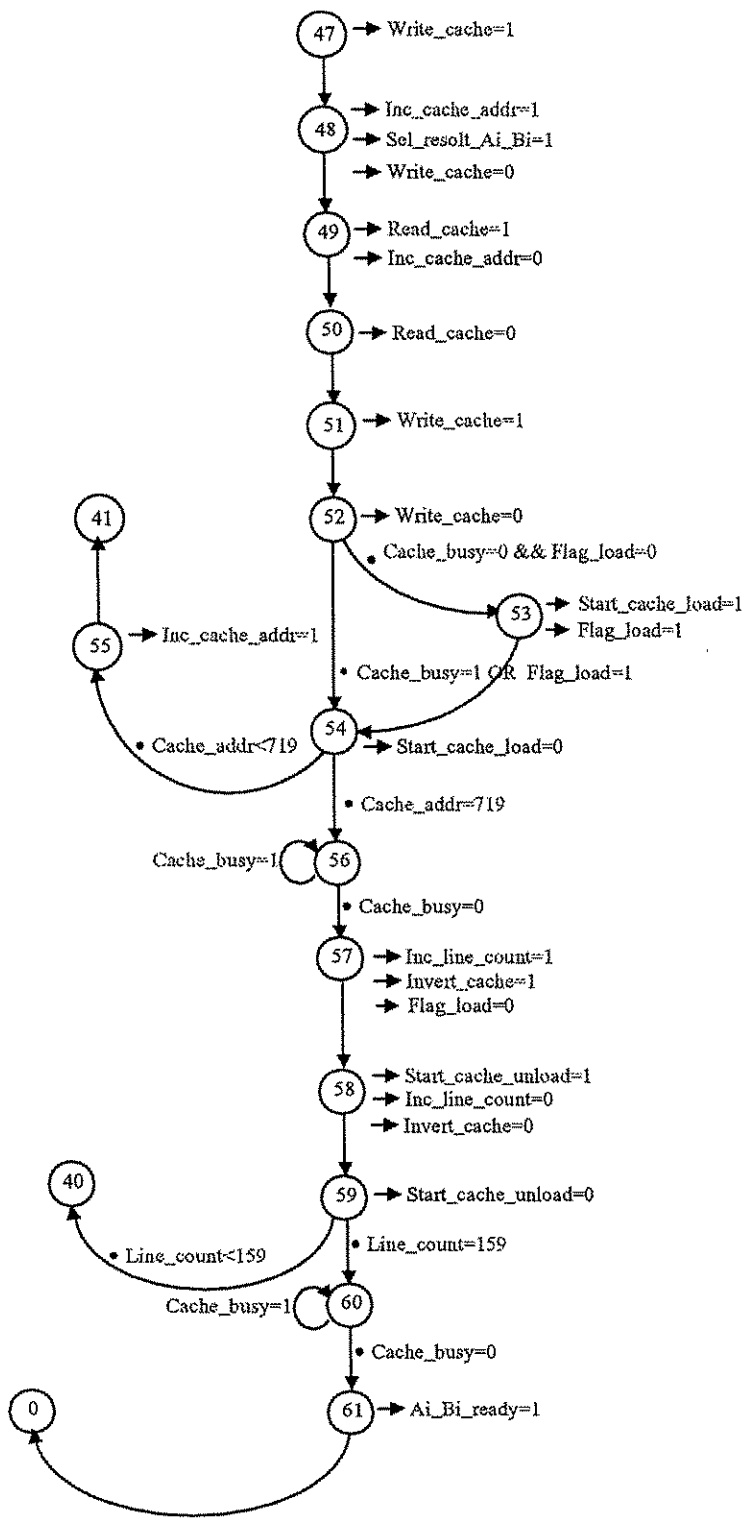 47 Write_cache=1
Inc_cache_addr=1
48 Sel_resolt_Ai_Bi=1
Write_cache=0
49 Read_cache=1
Inc_cache_addr=0
50 Read_cache=0
51 Write_cache=1
41 52 Write_cache=0
Cache_busy=0 && Flag_load=0
53 Start_cache_load=1
Flag_load=1
55 Inc_cache_addr=1
Cache_busy=1 OR Flag_load=1
54
Cache_addr<719 Start_cache_load=0
Cache_addr=719
Cache_busy=1 56
Cache_busy=0
57 Inc_line_count=1
Invert_cache=1
Flag_load=0
Start_cache_unload=1
58 Inc_line_count=0
Invert_cache=0
40 59 Start_cache_unload=0
Line_count<159 Line_count=159
Cache_busy=1 60
Cache_busy=0
0 61 Ai_Bi_ready=1